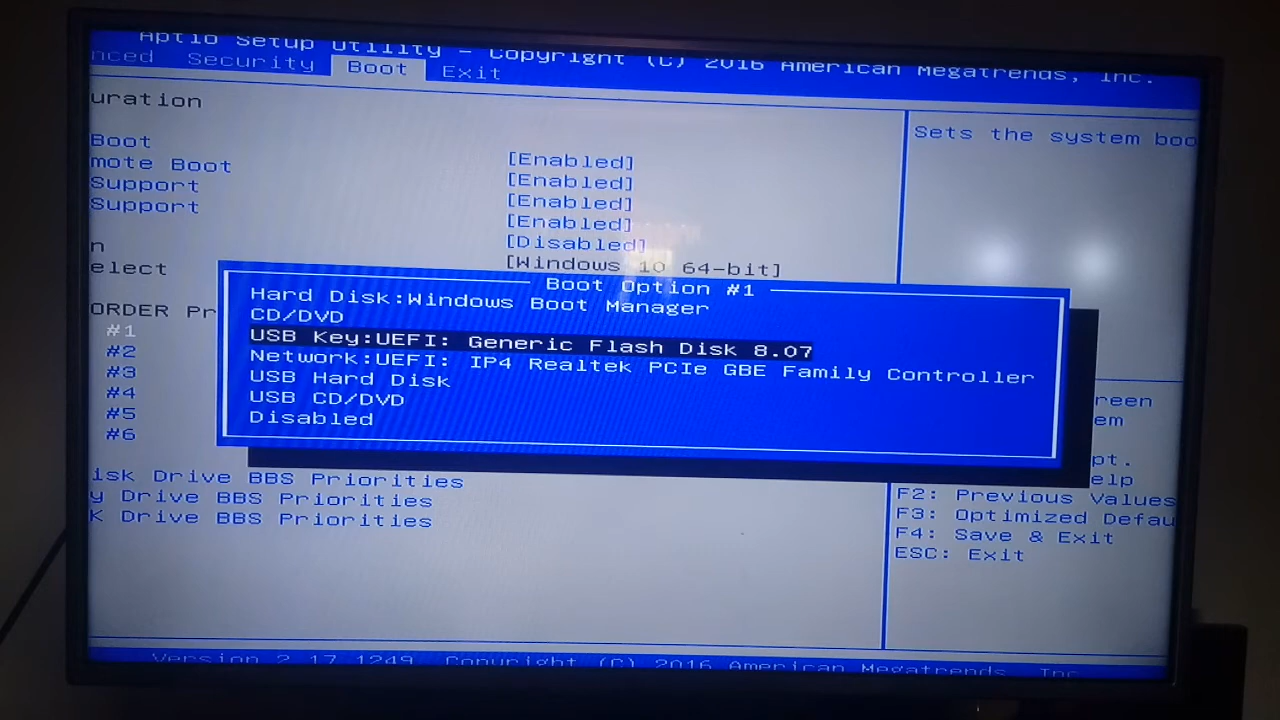 Aptio Setup Utility – Copyright (C) 2016 American Megatrends, Inc.
nced Security Boot Exit
uration
Sets the system boo
Boot [Enabled]
mote Boot [Enabled]
Support [Enabled]
Support [Enabled]
[Disabled]
n [Windows 10 64-bit]
elect
ORDER Pr
#1
#2
#3
#4
#5
#6
Boot Option #1
Hard Disk:Windows Boot Manager
CD/DVD
USB Key:UEFI: Generic Flash Disk 8.07
Network:UEFI: IP4 Realtek PCIe GBE Family Controller
USB Hard Disk
USB CD/DVD
Disabled
isk Drive BBS Priorities
y Drive BBS Priorities
K Drive BBS Priorities
reen
em
pt.
elp
F2: Previous Values
F3: Optimized Defau
F4: Save & Exit
ESC: Exit
Version 2.17.1249. Copyright (C) 2016 American Megatrends, Inc.